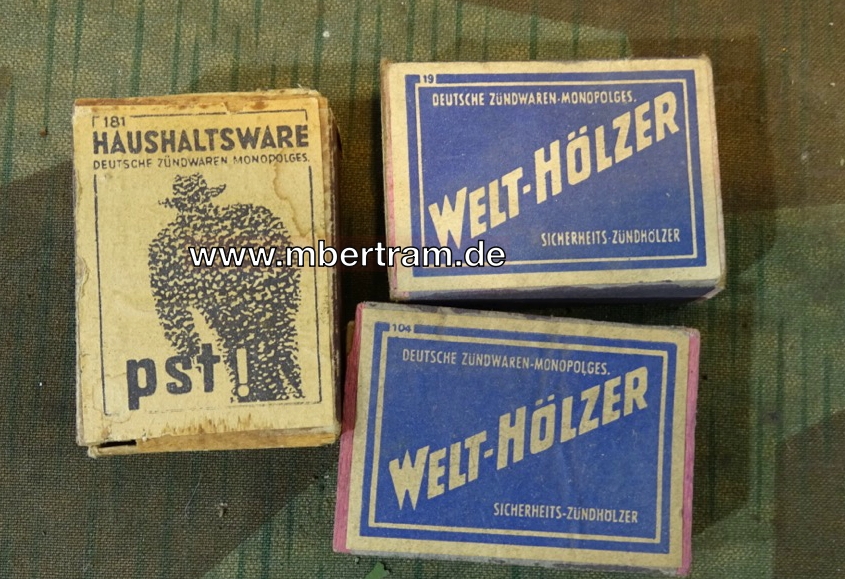 181
HAUSHALTSWARE
DEUTSCHE ZÜNDWAREN MONOPOLGES.
pst!
19
DEUTSCHE ZÜNDWAREN-MONOPOLGES.
WELT-HÖLZER
SICHERHEITS-ZÜNDHÖLZER
www.mbertram.de
104
DEUTSCHE ZÜNDWAREN-MONOPOLGES.
WELT-HÖLZER
SICHERHEITS-ZÜNDHÖLZER